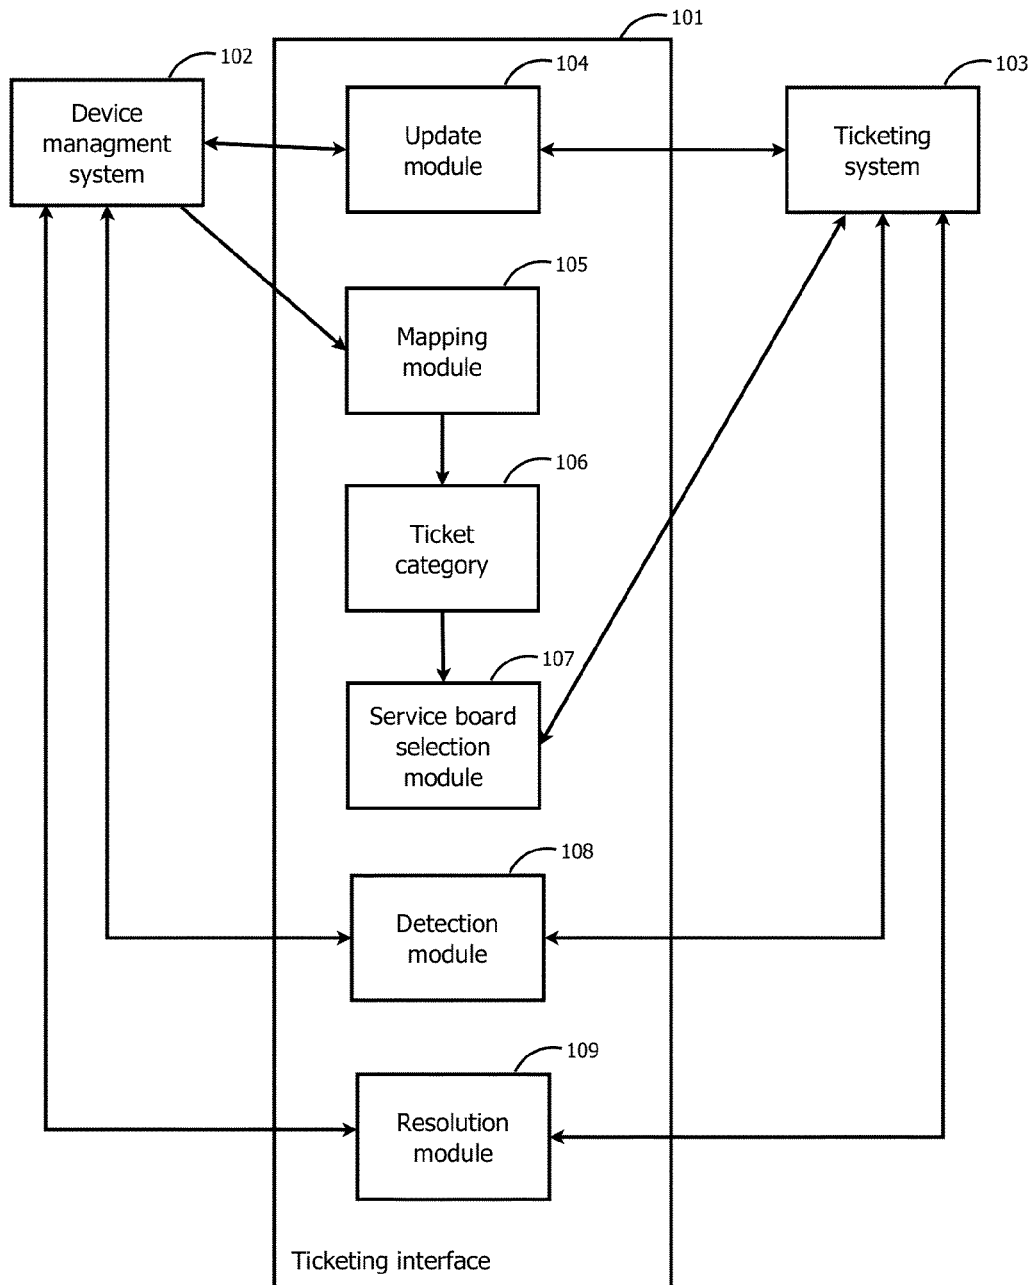 101
102
Device
managment
system
104
Update
module
103
Ticketing
system
105
Mapping
module
106
Ticket
category
107
Service board
selection
module
108
Detection
module
109
Resolution
module
Ticketing interface